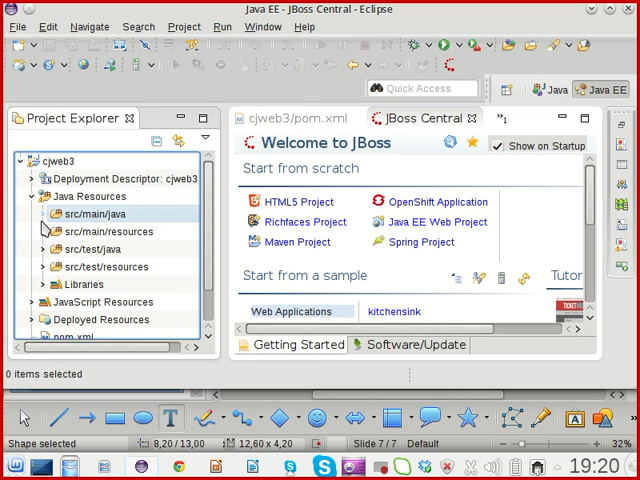 Java EE - JBoss Central - Eclipse
File Edit Navigate Search Project Run Window Help
Quick Access
Java Java EE
Project Explorer
cjweb3
Deployment Descriptor: cjweb3
Java Resources
src/main/java
src/main/resources
src/test/java
src/test/resources
Libraries
JavaScript Resources
Deployed Resources
pom.xml
cjweb3/pom.xml JBoss Central »1
Welcome to JBoss
Show on Startup
Start from scratch
HTML5 Project OpenShift Application
Richfaces Project Java EE Web Project
Maven Project Spring Project
Start from a sample Tutor
Web Applications kitchensink
TICKET
Getting Started Software/Update
0 items selected
Shape selected 8,20 / 13,00 12,60 x 4,20 Slide 7 / 7 Default 32%
19:20